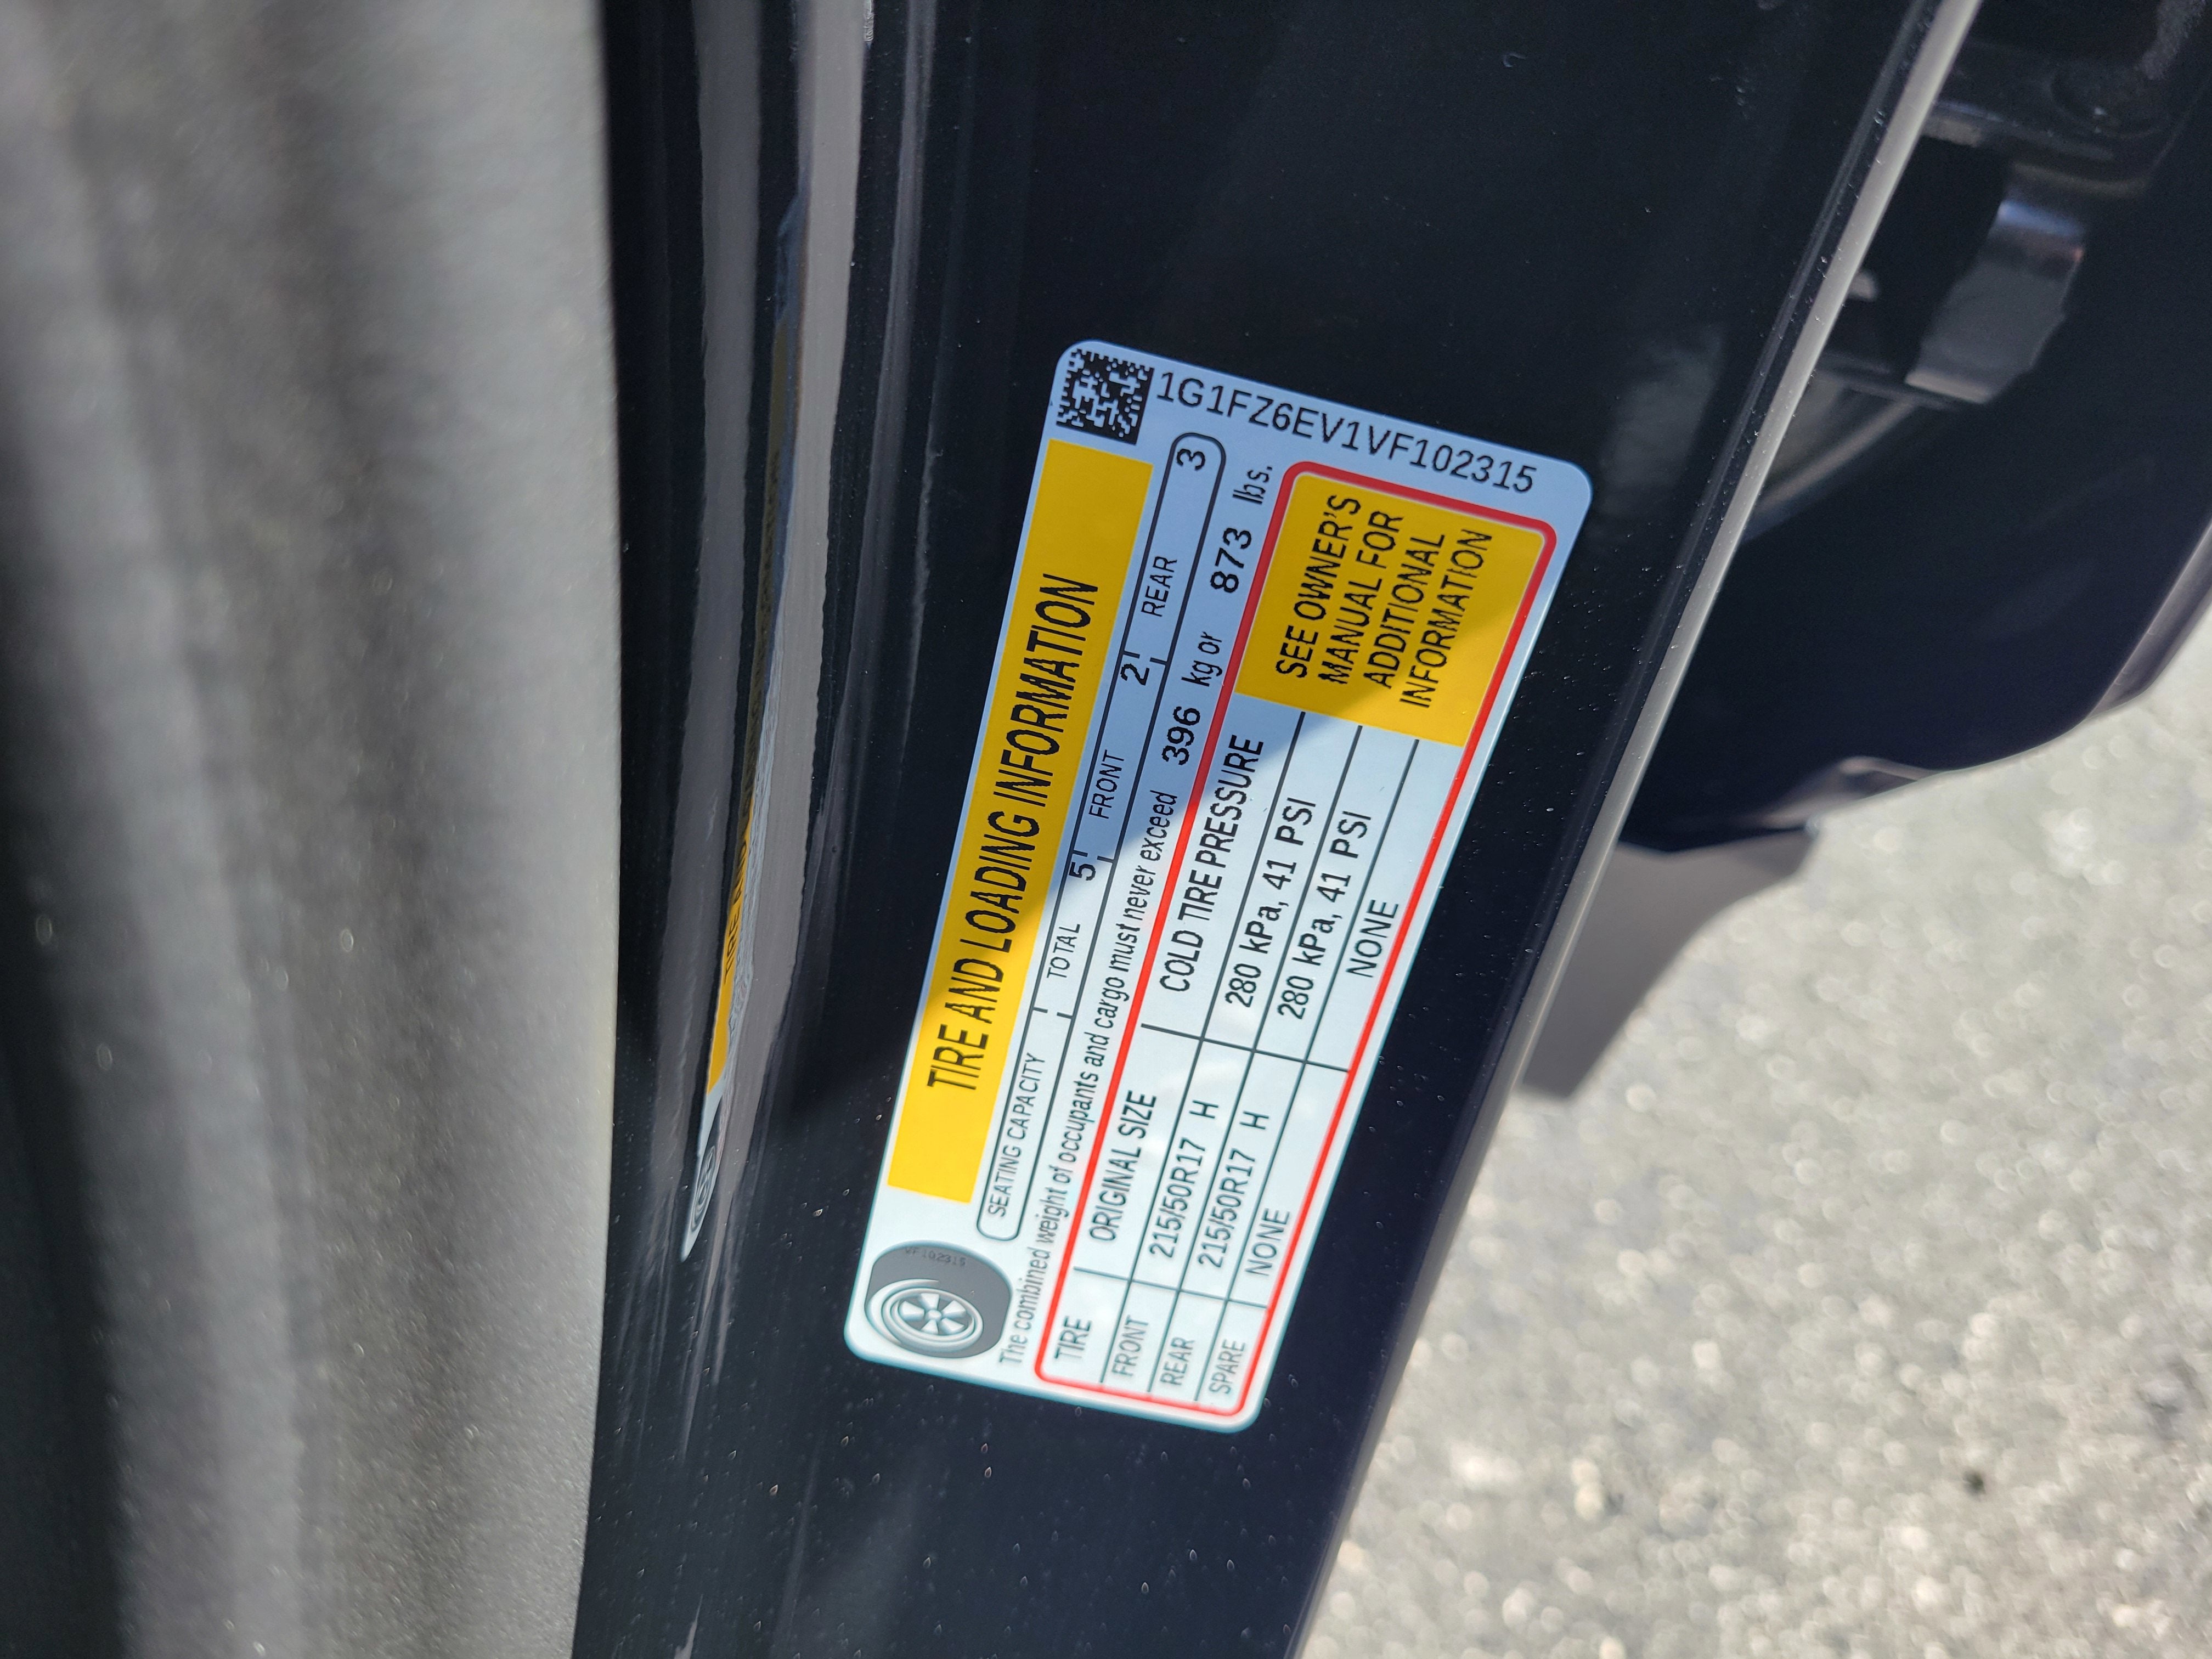 TIRE AND LOADING INFORMATION
SEATING CAPACITY TOTAL 5 FRONT 2 REAR 3
The combined weight of occupants and cargo must never exceed 396 kg or 873 lbs.
TIRE ORIGINAL SIZE COLD TIRE PRESSURE
FRONT 215/50R17 H 280 kPa, 41 PSI
REAR 215/50R17 H 280 kPa, 41 PSI
SPARE NONE NONE
SEE OWNER'S
MANUAL FOR
ADDITIONAL
INFORMATION
1G1FZ6EV1VF102315
VF102315